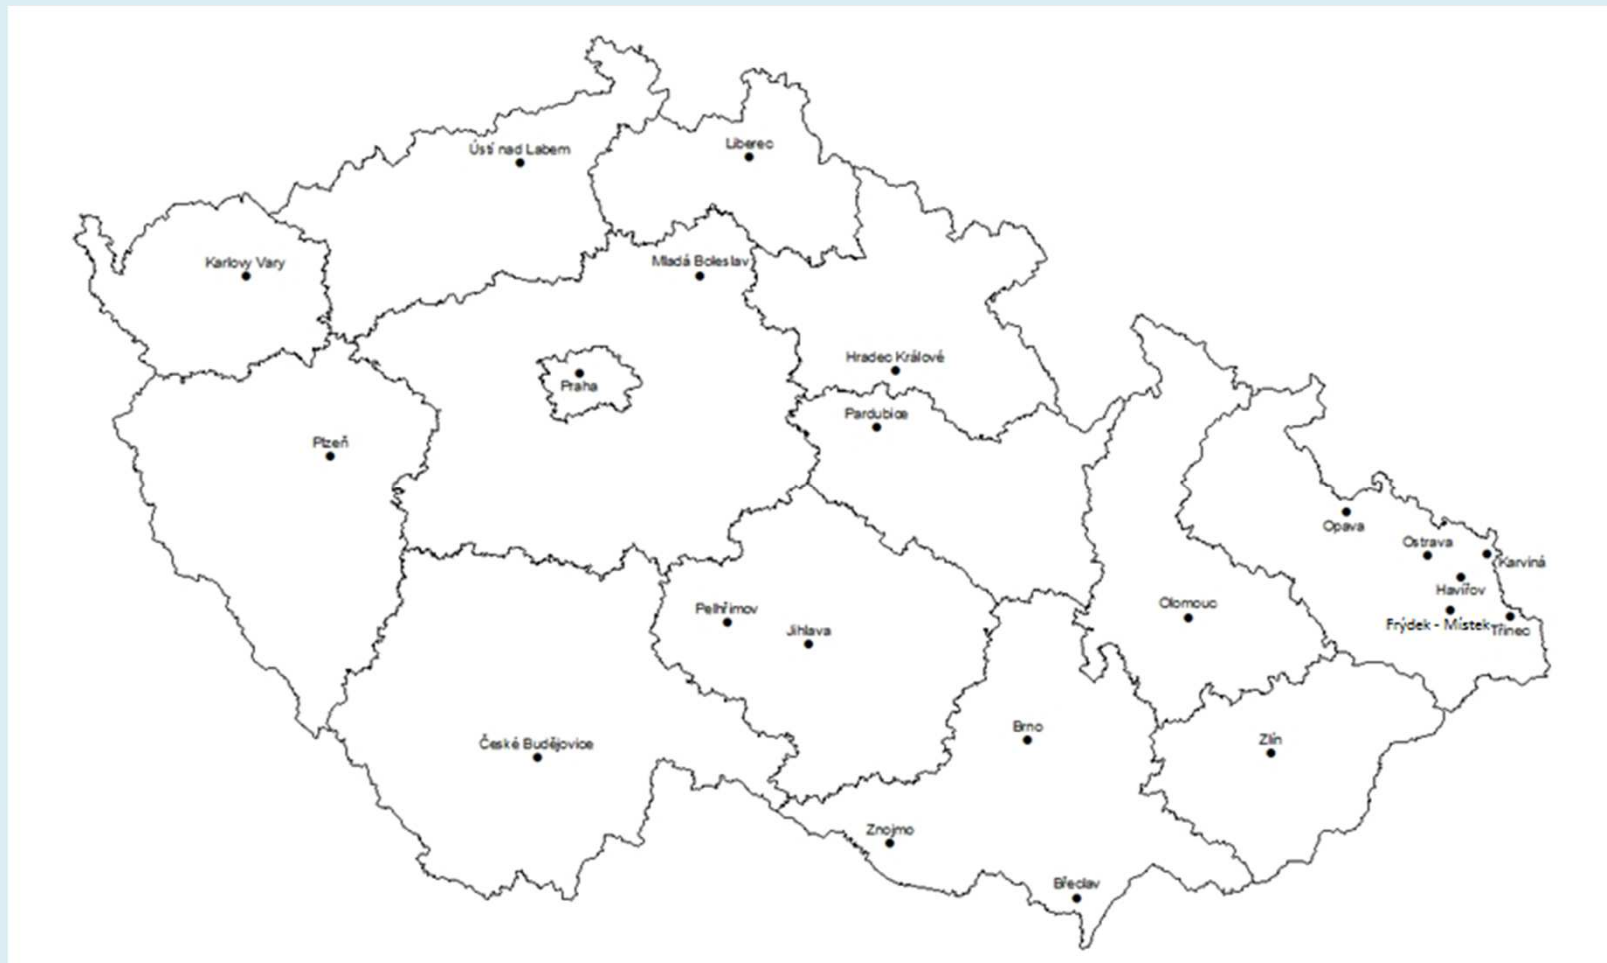 Liberec
Ústí nad Labem
Mladá Boleslav
Karlovy Vary
Hradec Králové
Praha
Pardubice
Plzeň
Opava
Ostrava
Karviná
Havířov
Olomouc
Pelhřimov
Frýdek - Místek
Třinec
Jihlava
Brno
Zlín
České Budějovice
Znojmo
Břeclav